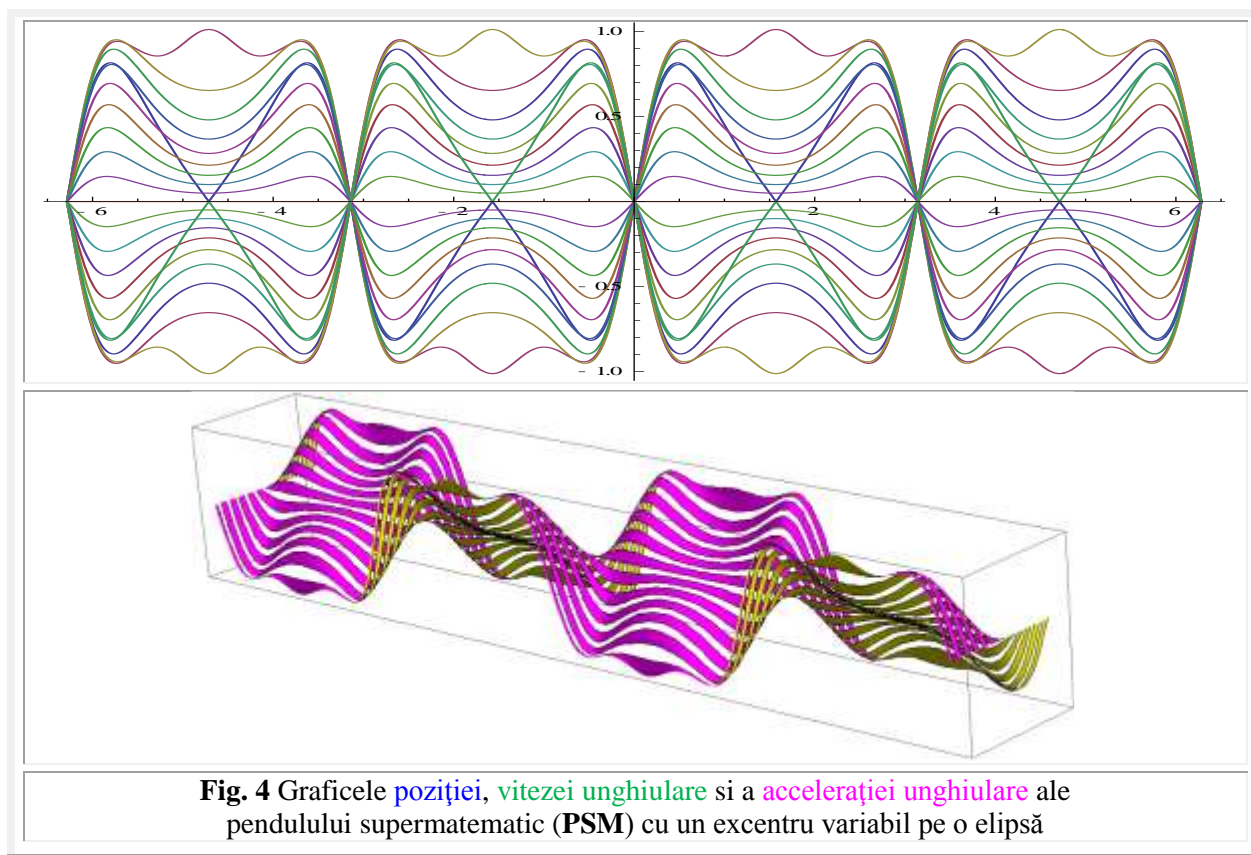 1.0
0.5
- 6 - 4 - 2 2 4 6
- 0.5
- 1.0
Fig. 4 Graficele poziţiei, vitezei unghiulare si a acceleraţiei unghiulare ale
pendulului supermatematic (PSM) cu un excentru variabil pe o elipsă